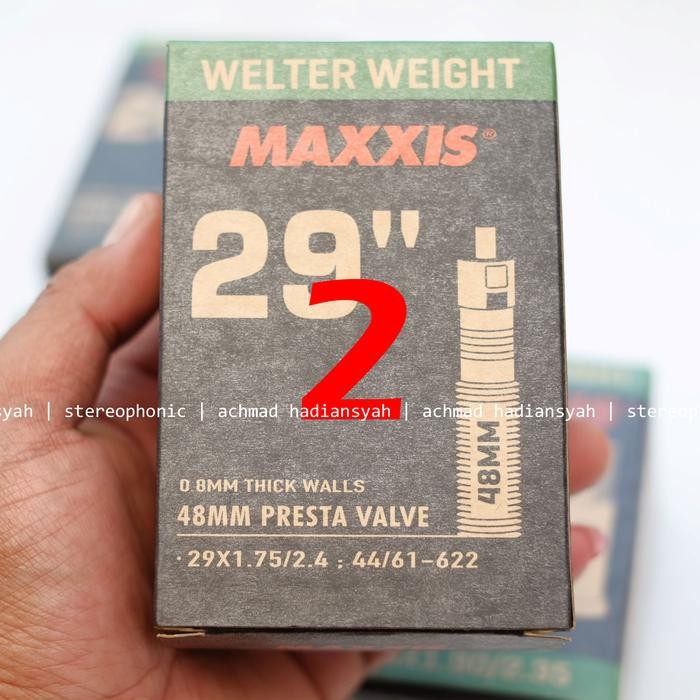 WELTER WEIGHT
MAXXIS®
29"
2
syah | stereophonic | achmad hadiansyah | achmad hadiansyah | stereop
48MM
0.8MM THICK WALLS
48MM PRESTA VALVE
·29X1.75/2.4 ; 44/61-622